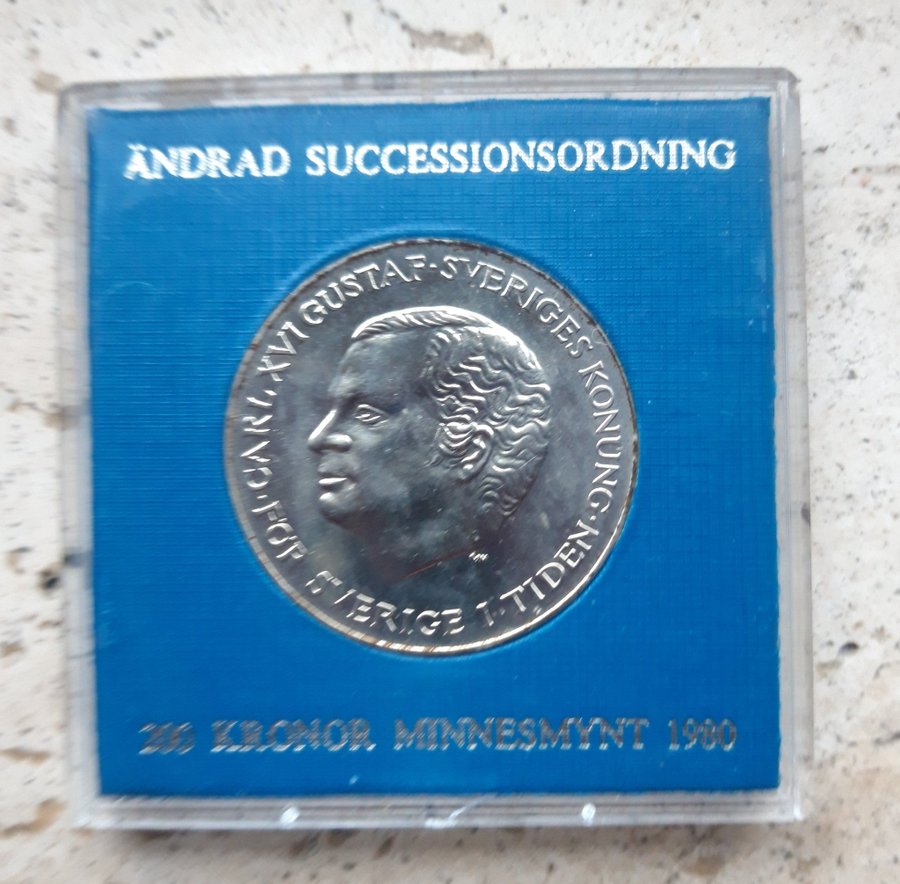 ÄNDRAD SUCCESSIONSORDNING
CARL XVI GUSTAF·SVERIGES KONUNG·
FÖR SVERIGE I·TIDEN·
200 KRONOR MINNESMYNT 1980